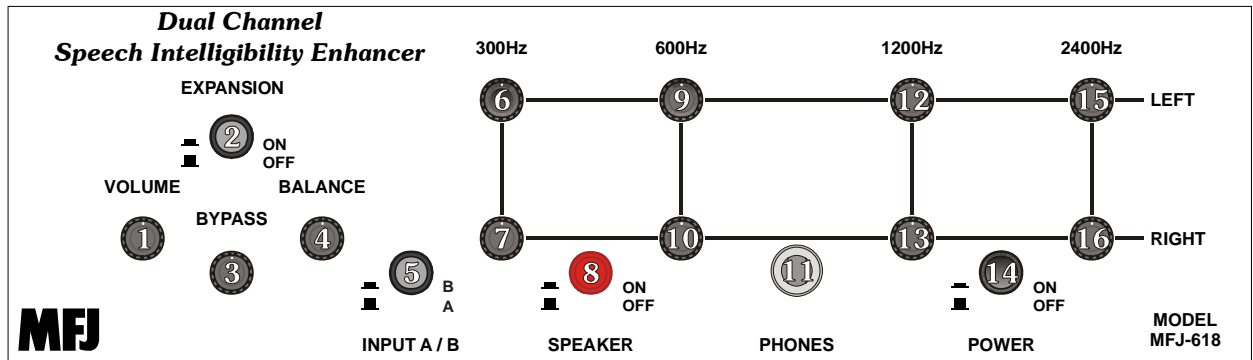 Dual Channel
Speech Intelligibility Enhancer
300Hz
600Hz
1200Hz
2400Hz
EXPANSION
6
9
12
15
LEFT
2
ON
OFF
VOLUME
BALANCE
BYPASS
1
4
7
10
13
16
RIGHT
3
5
B
A
8
ON
OFF
11
14
ON
OFF
MFJ
INPUT A / B
SPEAKER
PHONES
POWER
MODEL
MFJ-618